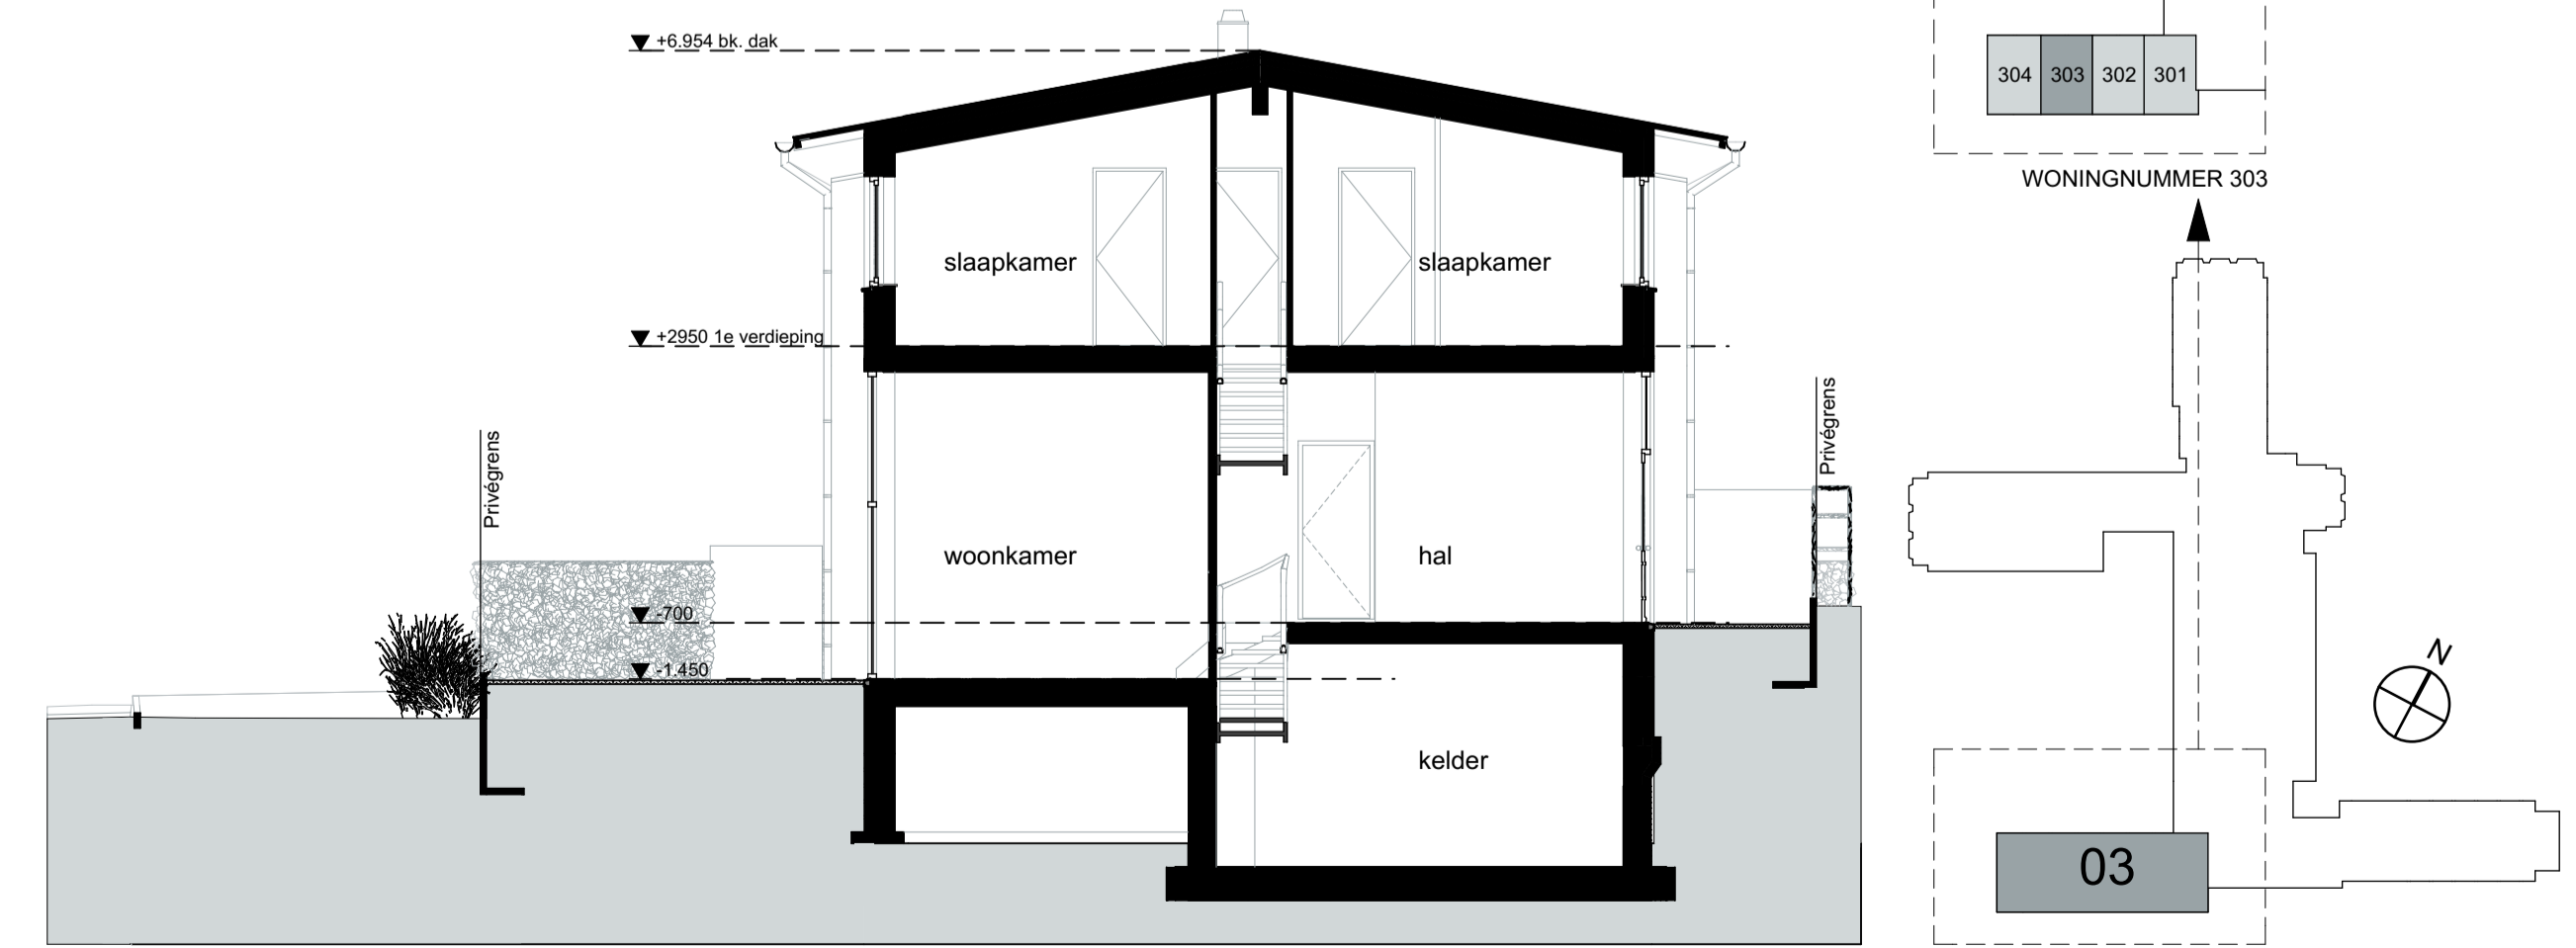 +6.954 bk. dak
304 303 302 301
WONINGNUMMER 303
slaapkamer
slaapkamer
+2950 1e verdieping
Privégrens
Privégrens
woonkamer
hal
-700
-1.450
N
kelder
03